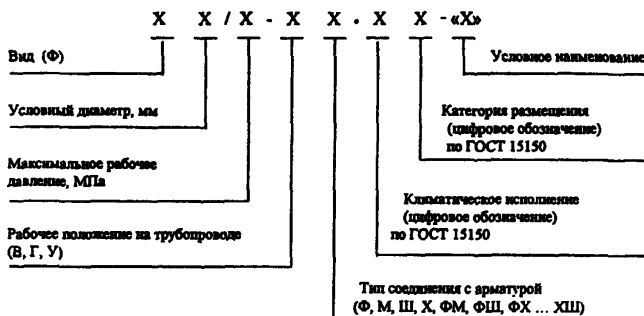 X X / X - X X . X X - «X»
Вид (Ф)
Условное наименование
Условный диаметр, мм
Категория размещения
(цифровое обозначение)
по ГОСТ 15150
Максимальное рабочее
давление, МПа
Климатическое исполнение
(цифровое обозначение)
по ГОСТ 15150
Рабочее положение на трубопроводе
(В, Г, У)
Тип соединения с арматурой
(Ф, М, Ш, Х, ФМ, ФШ, ФХ ... ХШ)